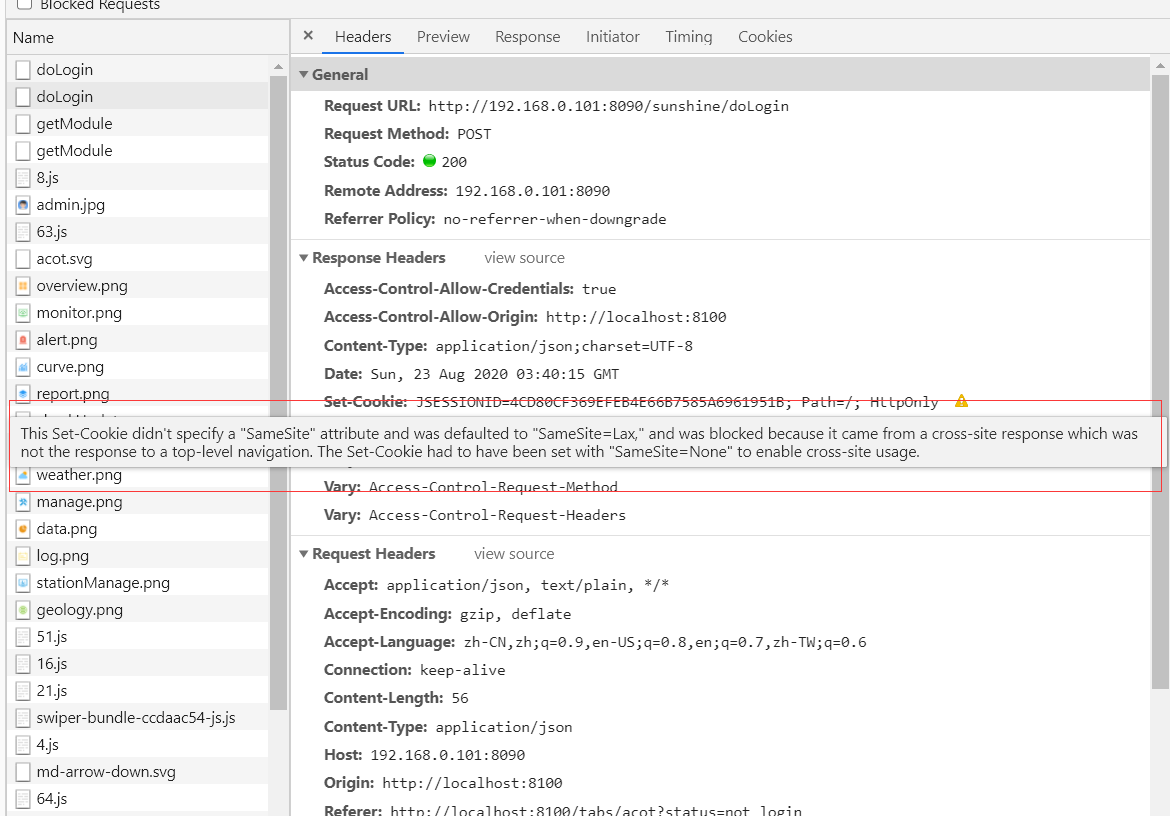 Blocked Requests
Name
doLogin
doLogin
getModule
getModule
8.js
admin.jpg
63.js
acot.svg
overview.png
monitor.png
alert.png
curve.png
report.png
weather.png
manage.png
data.png
log.png
stationManage.png
geology.png
51.js
16.js
21.js
swiper-bundle-ccdaac54-js.js
4.js
md-arrow-down.svg
64.js
× Headers Preview Response Initiator Timing Cookies
General
Request URL: http://192.168.0.101:8090/sunshine/doLogin
Request Method: POST
Status Code: 200
Remote Address: 192.168.0.101:8090
Referrer Policy: no-referrer-when-downgrade
Response Headers view source
Access-Control-Allow-Credentials: true
Access-Control-Allow-Origin: http://localhost:8100
Content-Type: application/json;charset=UTF-8
Date: Sun, 23 Aug 2020 03:40:15 GMT
Set-Cookie: JSESSIONID=4CD80CF369EFEB4E66B7585A6961951B; Path=/; HttpOnly
This Set-Cookie didn't specify a "SameSite" attribute and was defaulted to "SameSite=Lax," and was blocked because it came from a cross-site response which was
not the response to a top-level navigation. The Set-Cookie had to have been set with "SameSite=None" to enable cross-site usage.
Vary: Access-Control-Request-Method
Vary: Access-Control-Request-Headers
Request Headers view source
Accept: application/json, text/plain, */*
Accept-Encoding: gzip, deflate
Accept-Language: zh-CN,zh;q=0.9,en-US;q=0.8,en;q=0.7,zh-TW;q=0.6
Connection: keep-alive
Content-Length: 56
Content-Type: application/json
Host: 192.168.0.101:8090
Origin: http://localhost:8100
Referer: http://localhost:8100/tabs/acot?status=not_login